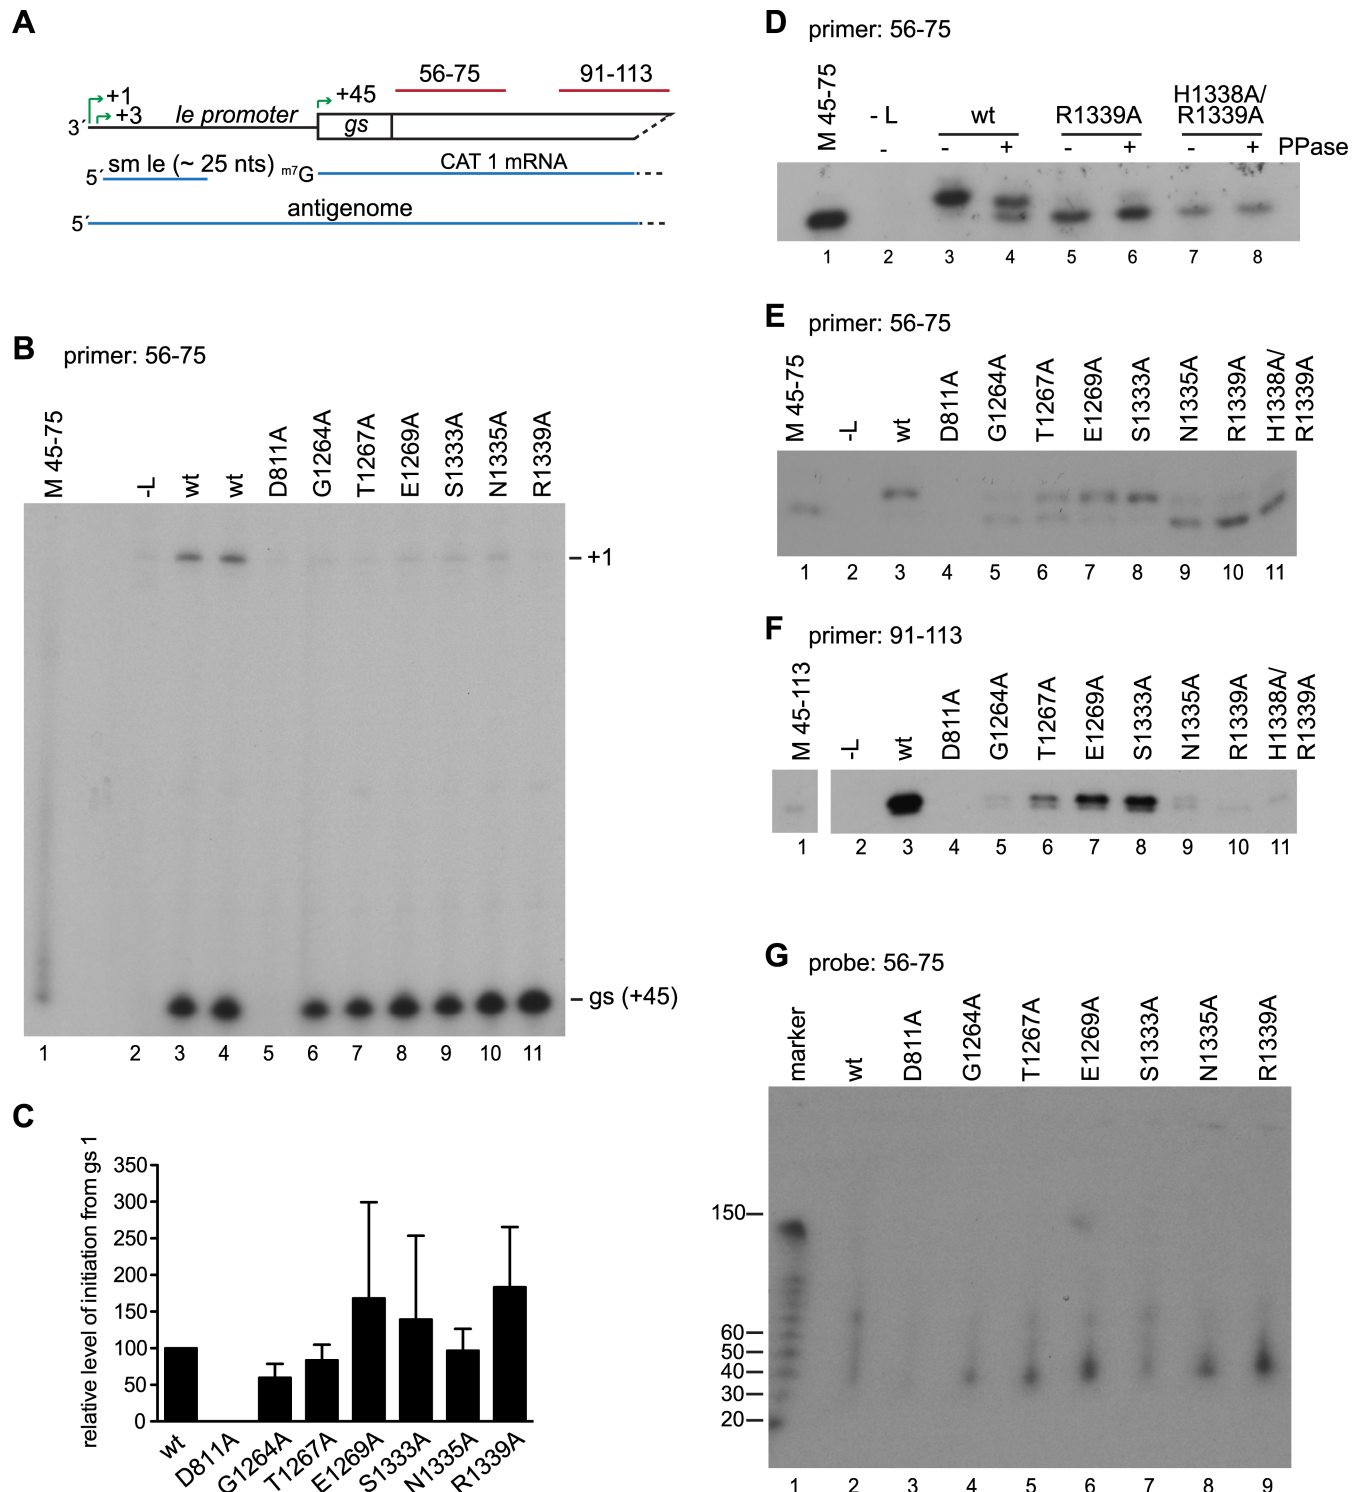 A
56-75
91-113
+1
+3
le promoter
+45
3´
gs
sm le (~ 25 nts)
m7G
CAT 1 mRNA
5´
antigenome
5´
B
primer: 56-75
M 45-75
-L
wt
wt
D811A
G1264A
T1267A
E1269A
S1333A
N1335A
R1339A
+1
gs (+45)
1 2 3 4 5 6 7 8 9 10 11
C
relative level of initiation from gs 1
350
300
250
200
150
100
50
0
wt
D811A
G1264A
T1267A
E1269A
S1333A
N1335A
R1339A
D
primer: 56-75
M 45-75
- L
wt
R1339A
H1338A/
R1339A
- - + - + - + PPase
1 2 3 4 5 6 7 8
E
primer: 56-75
M 45-75
-L
wt
D811A
G1264A
T1267A
E1269A
S1333A
N1335A
R1339A
H1338A/
R1339A
1 2 3 4 5 6 7 8 9 10 11
F
primer: 91-113
M 45-113
-L
wt
D811A
G1264A
T1267A
E1269A
S1333A
N1335A
R1339A
H1338A/
R1339A
1 2 3 4 5 6 7 8 9 10 11
G
probe: 56-75
marker
wt
D811A
G1264A
T1267A
E1269A
S1333A
N1335A
R1339A
150
60
50
40
30
20
1 2 3 4 5 6 7 8 9